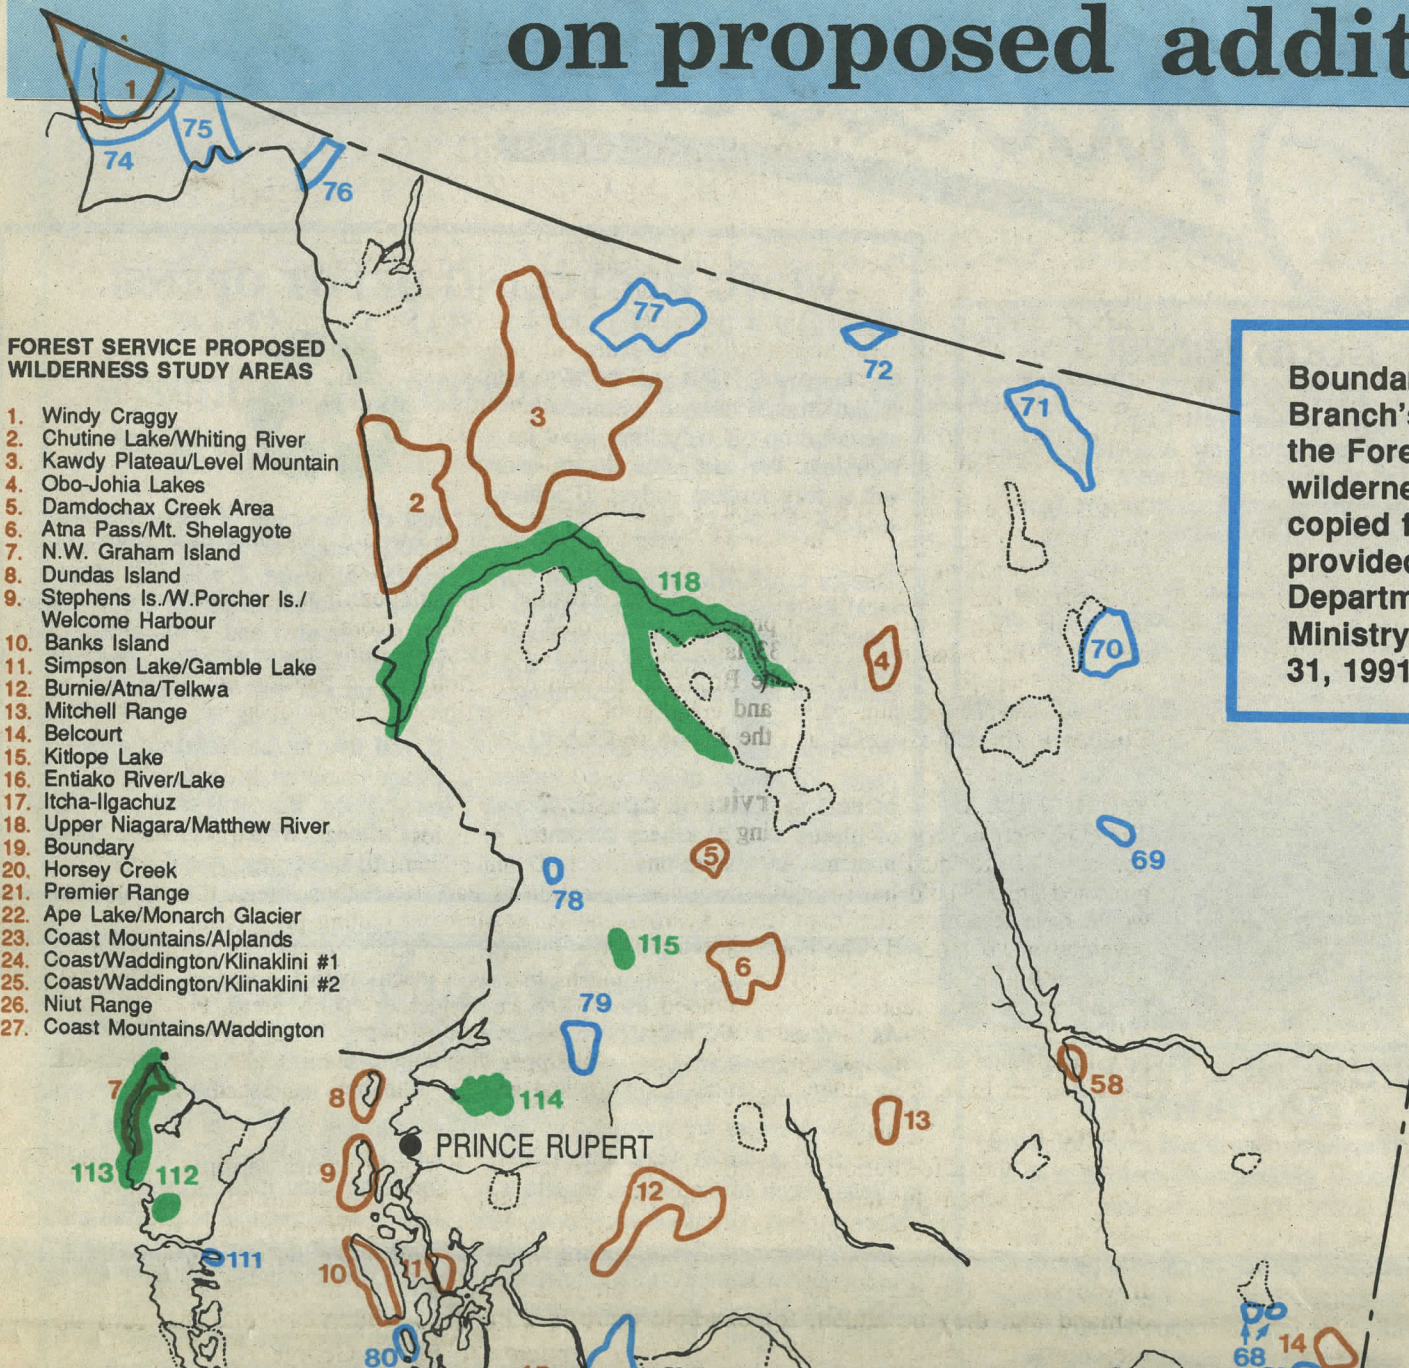 on proposed addit
1
75
74
76
77
72
3
71
2
118
4
70
5
69
78
115
6
79
FOREST SERVICE PROPOSED
WILDERNESS STUDY AREAS
1. Windy Craggy
2. Chutine Lake/Whiting River
3. Kawdy Plateau/Level Mountain
4. Obo-Johia Lakes
5. Damdochax Creek Area
6. Atna Pass/Mt. Shelagyote
7. N.W. Graham Island
8. Dundas Island
9. Stephens Is./W.Porcher Is./
Welcome Harbour
10. Banks Island
11. Simpson Lake/Gamble Lake
12. Burnie/Atna/Telkwa
13. Mitchell Range
14. Belcourt
15. Kitlope Lake
16. Entiako River/Lake
17. Itcha-Ilgachuz
18. Upper Niagara/Matthew River
19. Boundary
20. Horsey Creek
21. Premier Range
22. Ape Lake/Monarch Glacier
23. Coast Mountains/Alplands
24. Coast/Waddington/Klinaklini #1
25. Coast/Waddington/Klinaklini #2
26. Niut Range
27. Coast Mountains/Waddington
Bounda
Branch's
the Fore
wilderne
copied f
provided
Departm
Ministry
31, 1991
7
8
114
58
13
PRINCE RUPERT
113
112
9
12
111
10
11
80
68
14